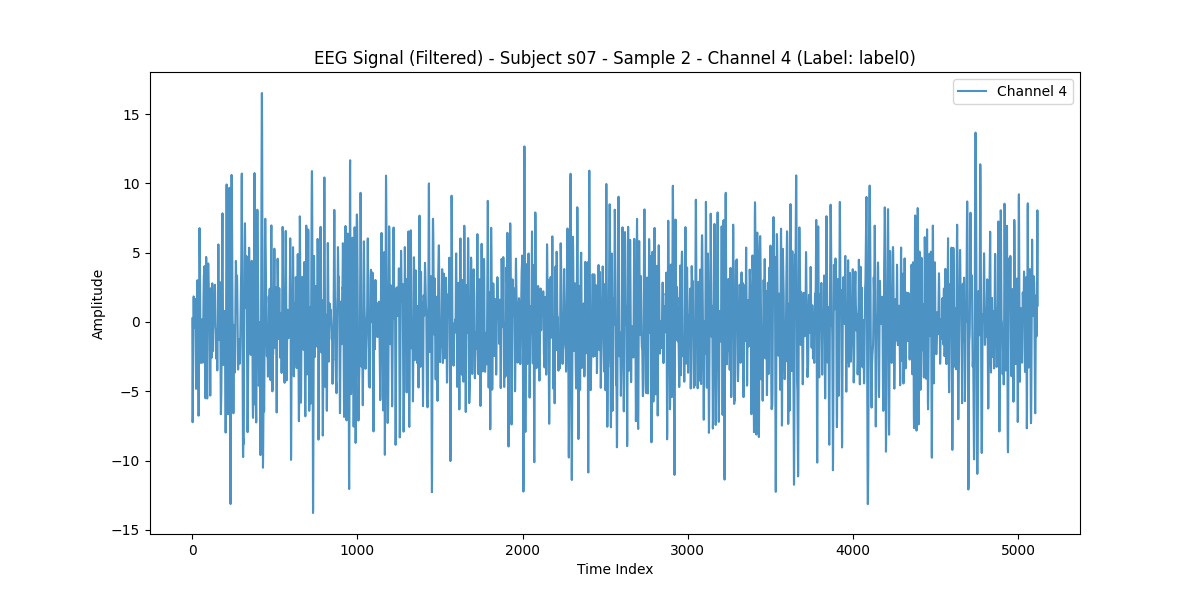 EEG Signal (Filtered) - Subject s07 - Sample 2 - Channel 4 (Label: label0)
Channel 4
15
10
5
0
−5
−10
−15
Amplitude
0 1000 2000 3000 4000 5000
Time Index